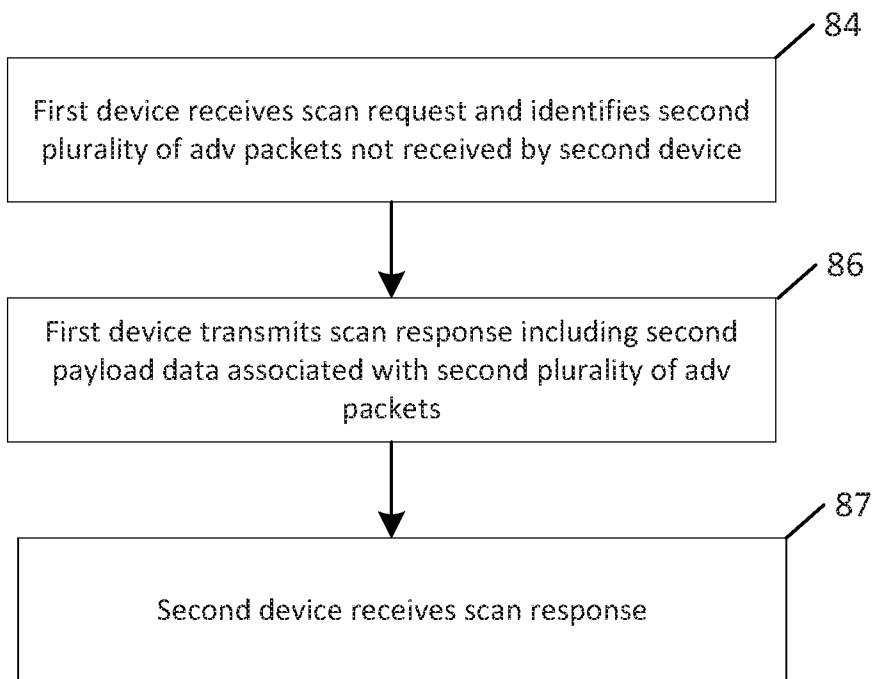 84
First device receives scan request and identifies second
plurality of adv packets not received by second device
86
First device transmits scan response including second
payload data associated with second plurality of adv
packets
87
Second device receives scan response